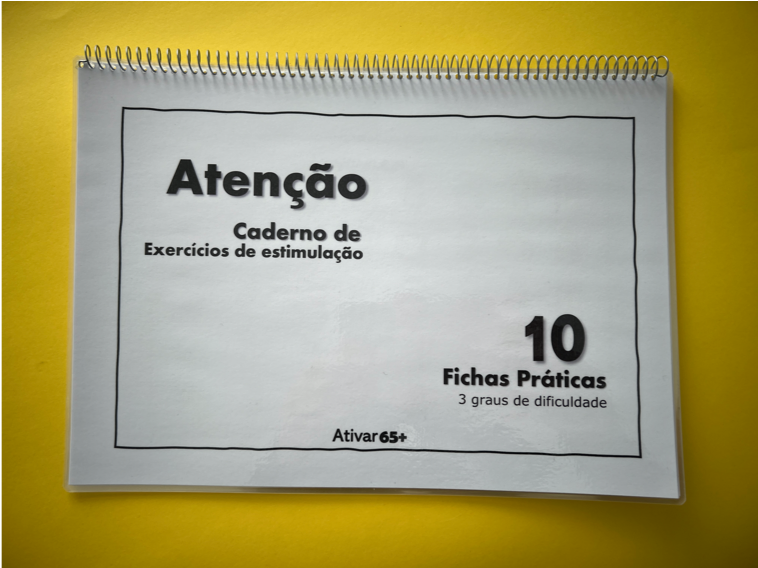 Atenção
Caderno de
Exercícios de estimulação
10
Fichas Práticas
3 graus de dificuldade
Ativar65+